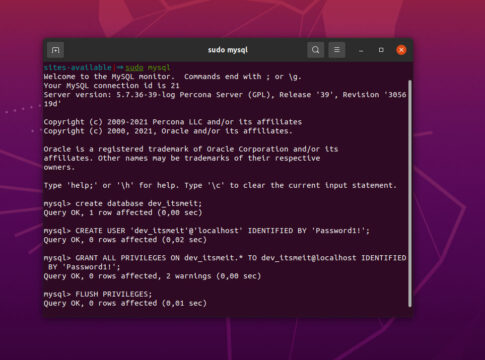 sudo mysql
sites-available|⇒ sudo mysql
Welcome to the MySQL monitor.  Commands end with ; or \g.
Your MySQL connection id is 21
Server version: 5.7.36-39-log Percona Server (GPL), Release '39', Revision '3056
19d'
Copyright (c) 2009-2021 Percona LLC and/or its affiliates
Copyright (c) 2000, 2021, Oracle and/or its affiliates.
Oracle is a registered trademark of Oracle Corporation and/or its
affiliates. Other names may be trademarks of their respective
owners.
Type 'help;' or '\h' for help. Type '\c' to clear the current input statement.
mysql> create database dev_itsmeit;
Query OK, 1 row affected (0,00 sec)
mysql> CREATE USER 'dev_itsmeit'@'localhost' IDENTIFIED BY 'Password1!';
Query OK, 0 rows affected (0,02 sec)
mysql> GRANT ALL PRIVILEGES ON dev_itsmeit.* TO dev_itsmeit@localhost IDENTIFIED
 BY 'Password1!';
Query OK, 0 rows affected, 2 warnings (0,00 sec)
mysql> FLUSH PRIVILEGES;
Query OK, 0 rows affected (0,01 sec)